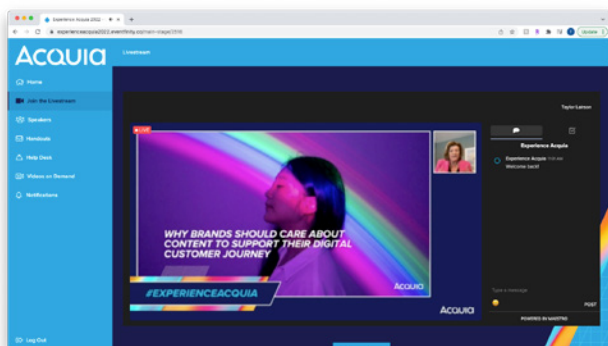 Experience Acquia 2022
experienceacquia2022.eventfinity.co/main-stage/2518
Update
ACQUIA
Livestream
Home
Join the Livestream
Speakers
Handouts
Help Desk
Videos on Demand
Notifications
Log Out
Taylor Larson
LIVE
WHY BRANDS SHOULD CARE ABOUT
CONTENT TO SUPPORT THEIR DIGITAL
CUSTOMER JOURNEY
#EXPERIENCEACQUIA
ACQUIA
ACQUIA
Experience Acquia
Experience Acquia
Welcome back!
Type a message
POST
POWERED BY MAESTRO